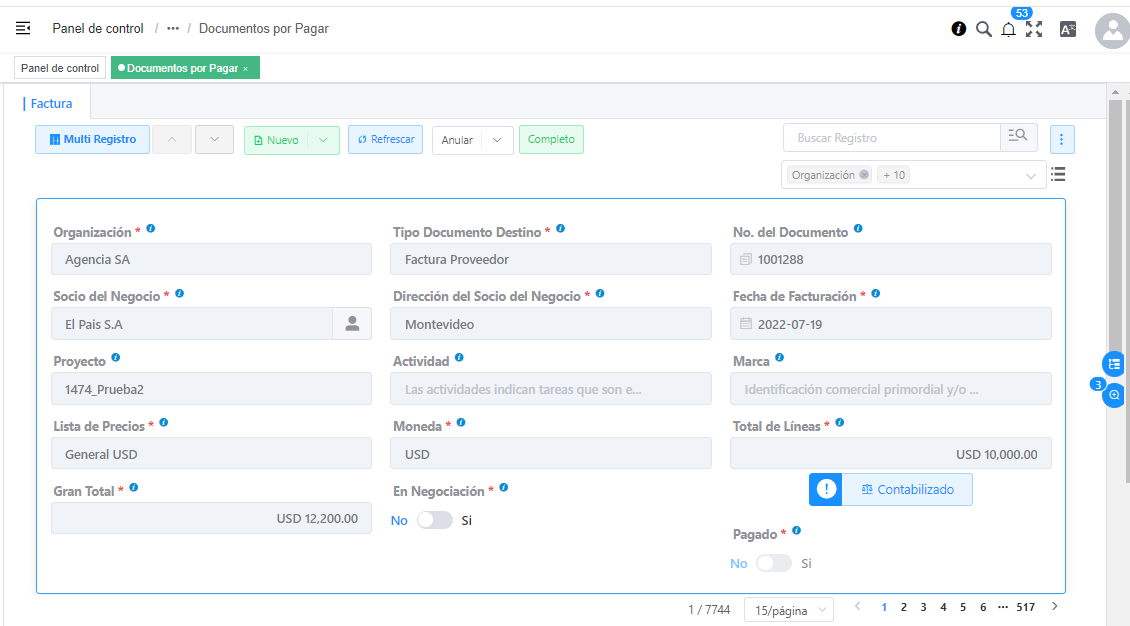 Panel de control / ••• / Documentos por Pagar
53
Panel de control
Documentos por Pagar ×
Factura
Multi Registro
Nuevo
Refrescar
Anular
Completo
Buscar Registro
Organización
+ 10
Organización *
Tipo Documento Destino *
No. del Documento
Agencia SA
Factura Proveedor
1001288
Socio del Negocio *
Dirección del Socio del Negocio *
Fecha de Facturación *
El Pais S.A
Montevideo
2022-07-19
Proyecto
Actividad
Marca
1474_Prueba2
Las actividades indican tareas que son e...
Identificación comercial primordial y/o ...
3
Lista de Precios *
Moneda *
Total de Líneas *
General USD
USD
USD 10,000.00
Gran Total *
En Negociación *
! Contabilizado
USD 12,200.00
No Si
Pagado *
No Si
1 / 7744
15/página
1 2 3 4 5 6 ••• 517